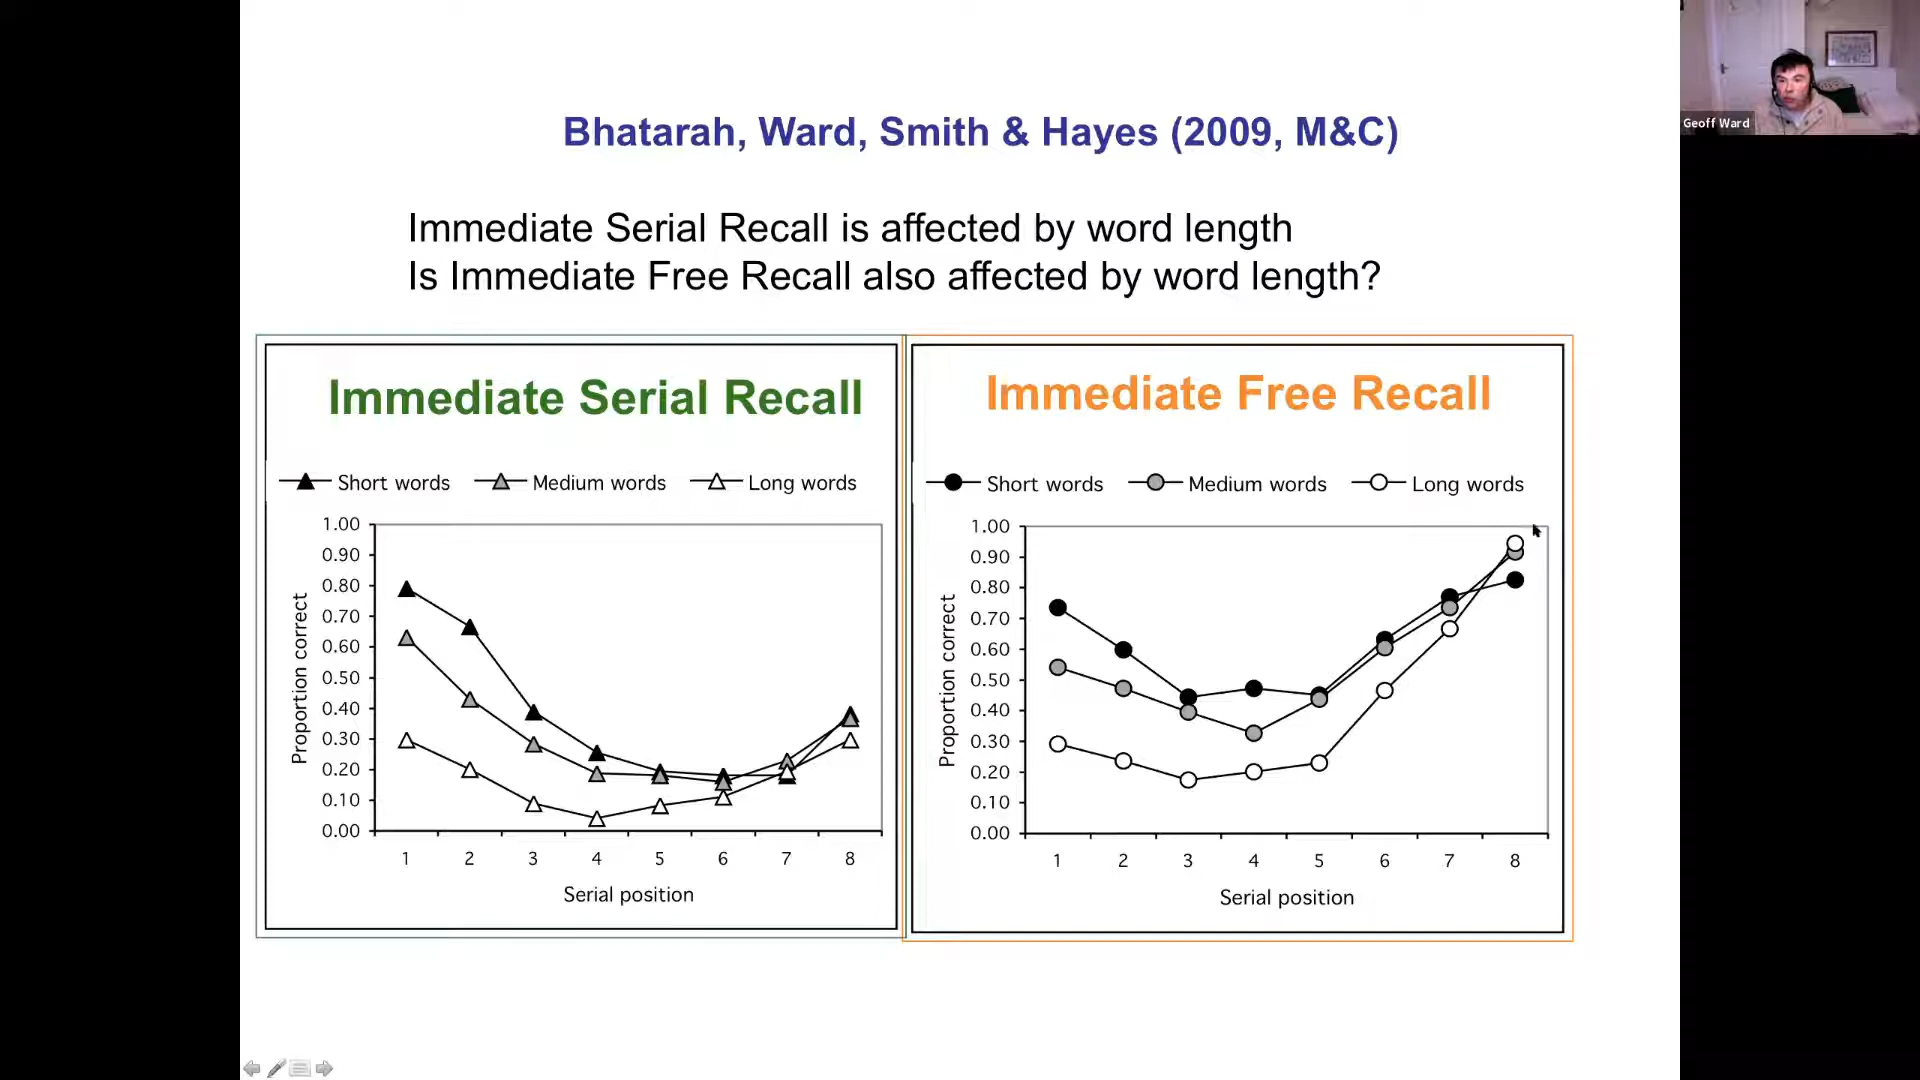 Geoff Ward
Bhatarah, Ward, Smith & Hayes (2009, M&C)
Immediate Serial Recall is affected by word length
Is Immediate Free Recall also affected by word length?
Immediate Serial Recall
Short words Medium words Long words
Proportion correct
1.00
0.90
0.80
0.70
0.60
0.50
0.40
0.30
0.20
0.10
0.00
1 2 3 4 5 6 7 8
Serial position
Immediate Free Recall
Short words Medium words Long words
Proportion correct
1.00
0.90
0.80
0.70
0.60
0.50
0.40
0.30
0.20
0.10
0.00
1 2 3 4 5 6 7 8
Serial position